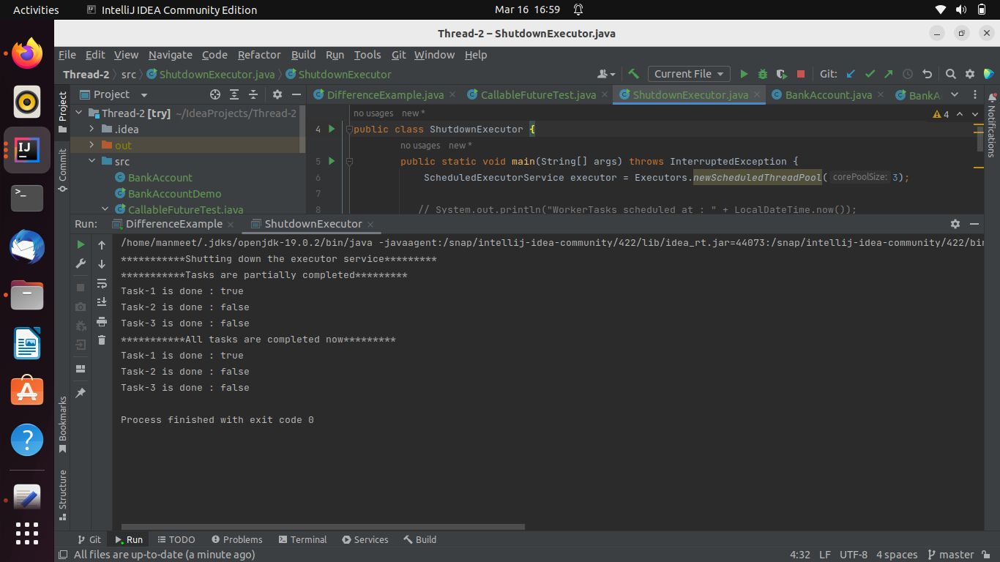 Activities
IntelliJ IDEA Community Edition
Mar 16 16:59
Thread-2 – ShutdownExecutor.java
File Edit View Navigate Code Refactor Build Run Tools Git Window Help
Thread-2 src ShutdownExecutor.java ShutdownExecutor
Current File
Git:
Project
Project
Thread-2 [try] ~/IdeaProjects/Thread-2
.idea
out
src
BankAccount
BankAccountDemo
CallableFutureTest.java
Commit
DifferenceExample.java CallableFutureTest.java ShutdownExecutor.java BankAccount.java BankA
Notifications
no usages new *
4
4 public class ShutdownExecutor {
no usages new *
5 public static void main(String[] args) throws InterruptedException {
6 ScheduledExecutorService executor = Executors.newScheduledThreadPool( corePoolSize: 3);
7
8 // System.out.println("WorkerTasks scheduled at : " + LocalDateTime.now());
Run: DifferenceExample ShutdownExecutor
/home/manmeet/.jdks/openjdk-19.0.2/bin/java -javaagent:/snap/intellij-idea-community/422/lib/idea_rt.jar=44073:/snap/intellij-idea-community/422/bin
***********Shutting down the executor service*********
***********Tasks are partially completed*********
Task-1 is done : true
Task-2 is done : false
Task-3 is done : false
***********All tasks are completed now*********
Task-1 is done : true
Task-2 is done : false
Task-3 is done : false
Process finished with exit code 0
Bookmarks
Structure
Git Run TODO Problems Terminal Services Build
All files are up-to-date (a minute ago)
4:32 LF UTF-8 4 spaces master